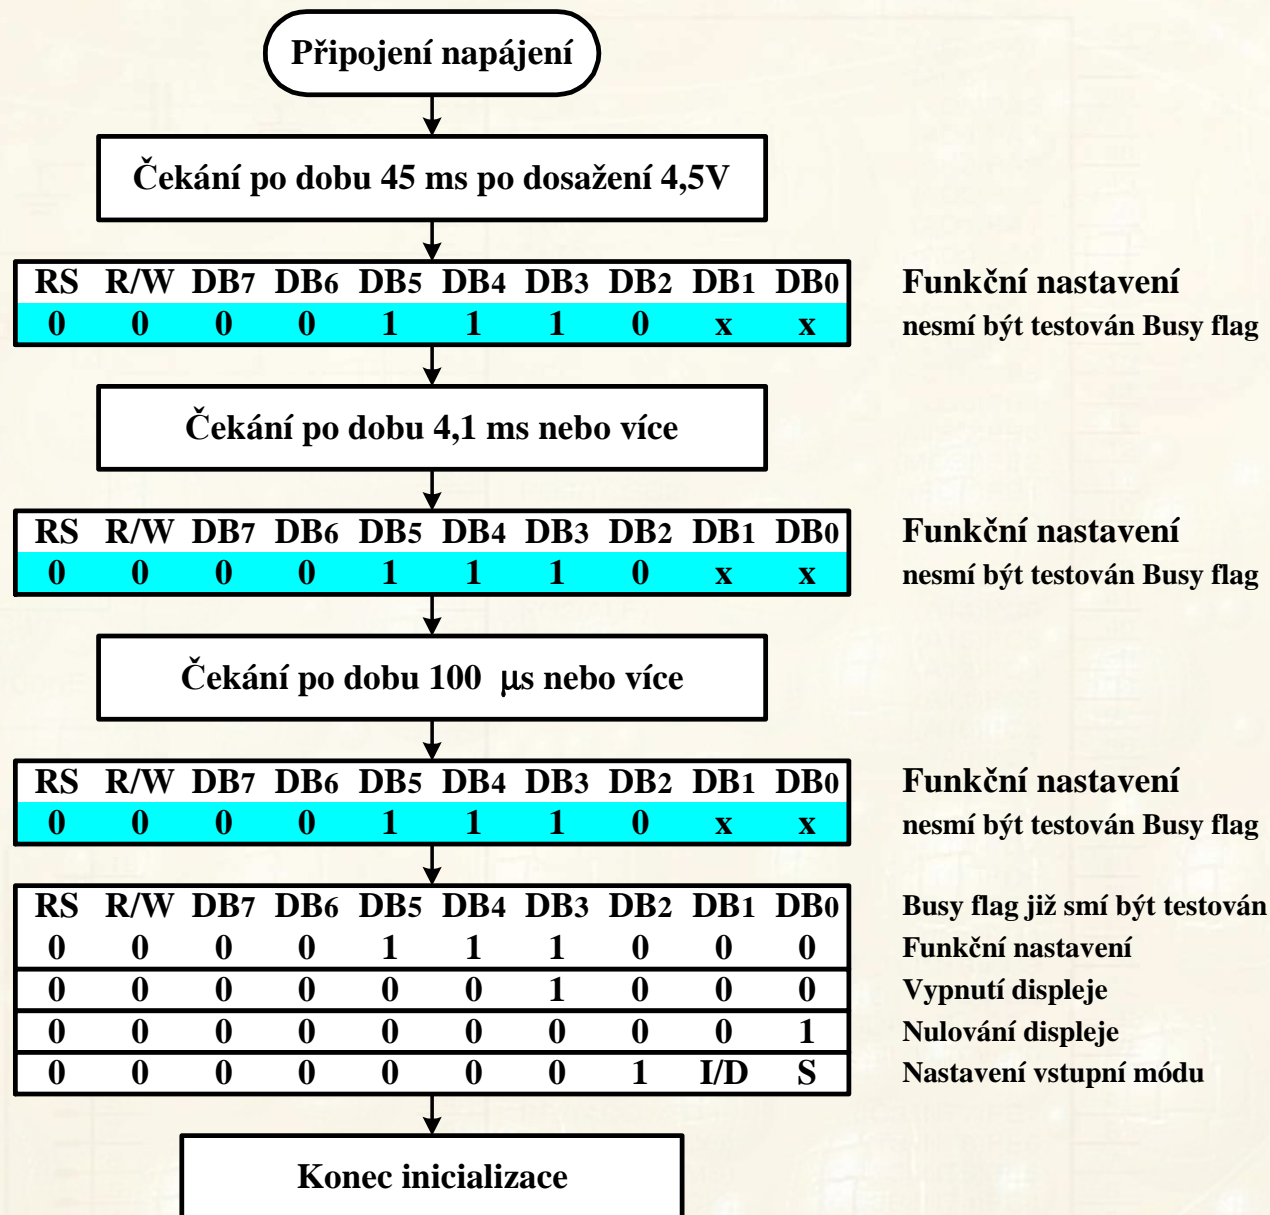 Připojení napájení
Čekání po dobu 45 ms po dosažení 4,5V
RS R/W DB7 DB6 DB5 DB4 DB3 DB2 DB1 DB0 Funkční nastavení
0 0 0 0 1 1 1 0 x x nesmí být testován Busy flag
Čekání po dobu 4,1 ms nebo více
RS R/W DB7 DB6 DB5 DB4 DB3 DB2 DB1 DB0 Funkční nastavení
0 0 0 0 1 1 1 0 x x nesmí být testován Busy flag
Čekání po dobu 100 µs nebo více
RS R/W DB7 DB6 DB5 DB4 DB3 DB2 DB1 DB0 Funkční nastavení
0 0 0 0 1 1 1 0 x x nesmí být testován Busy flag
RS R/W DB7 DB6 DB5 DB4 DB3 DB2 DB1 DB0 Busy flag již smí být testován
0 0 0 0 1 1 1 0 0 0 Funkční nastavení
0 0 0 0 0 0 1 0 0 0 Vypnutí displeje
0 0 0 0 0 0 0 0 0 1 Nulování displeje
0 0 0 0 0 0 0 1 I/D S Nastavení vstupní módu
Konec inicializace